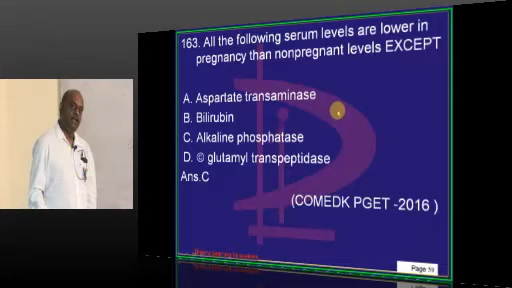 163. All the following serum levels are lower in
pregnancy than nonpregnant levels EXCEPT
A. Aspartate transaminase
B. Bilirubin
C. Alkaline phosphatase
D. © glutamyl transpeptidase
Ans.C
(COMEDK PGET -2016 )
Page 59